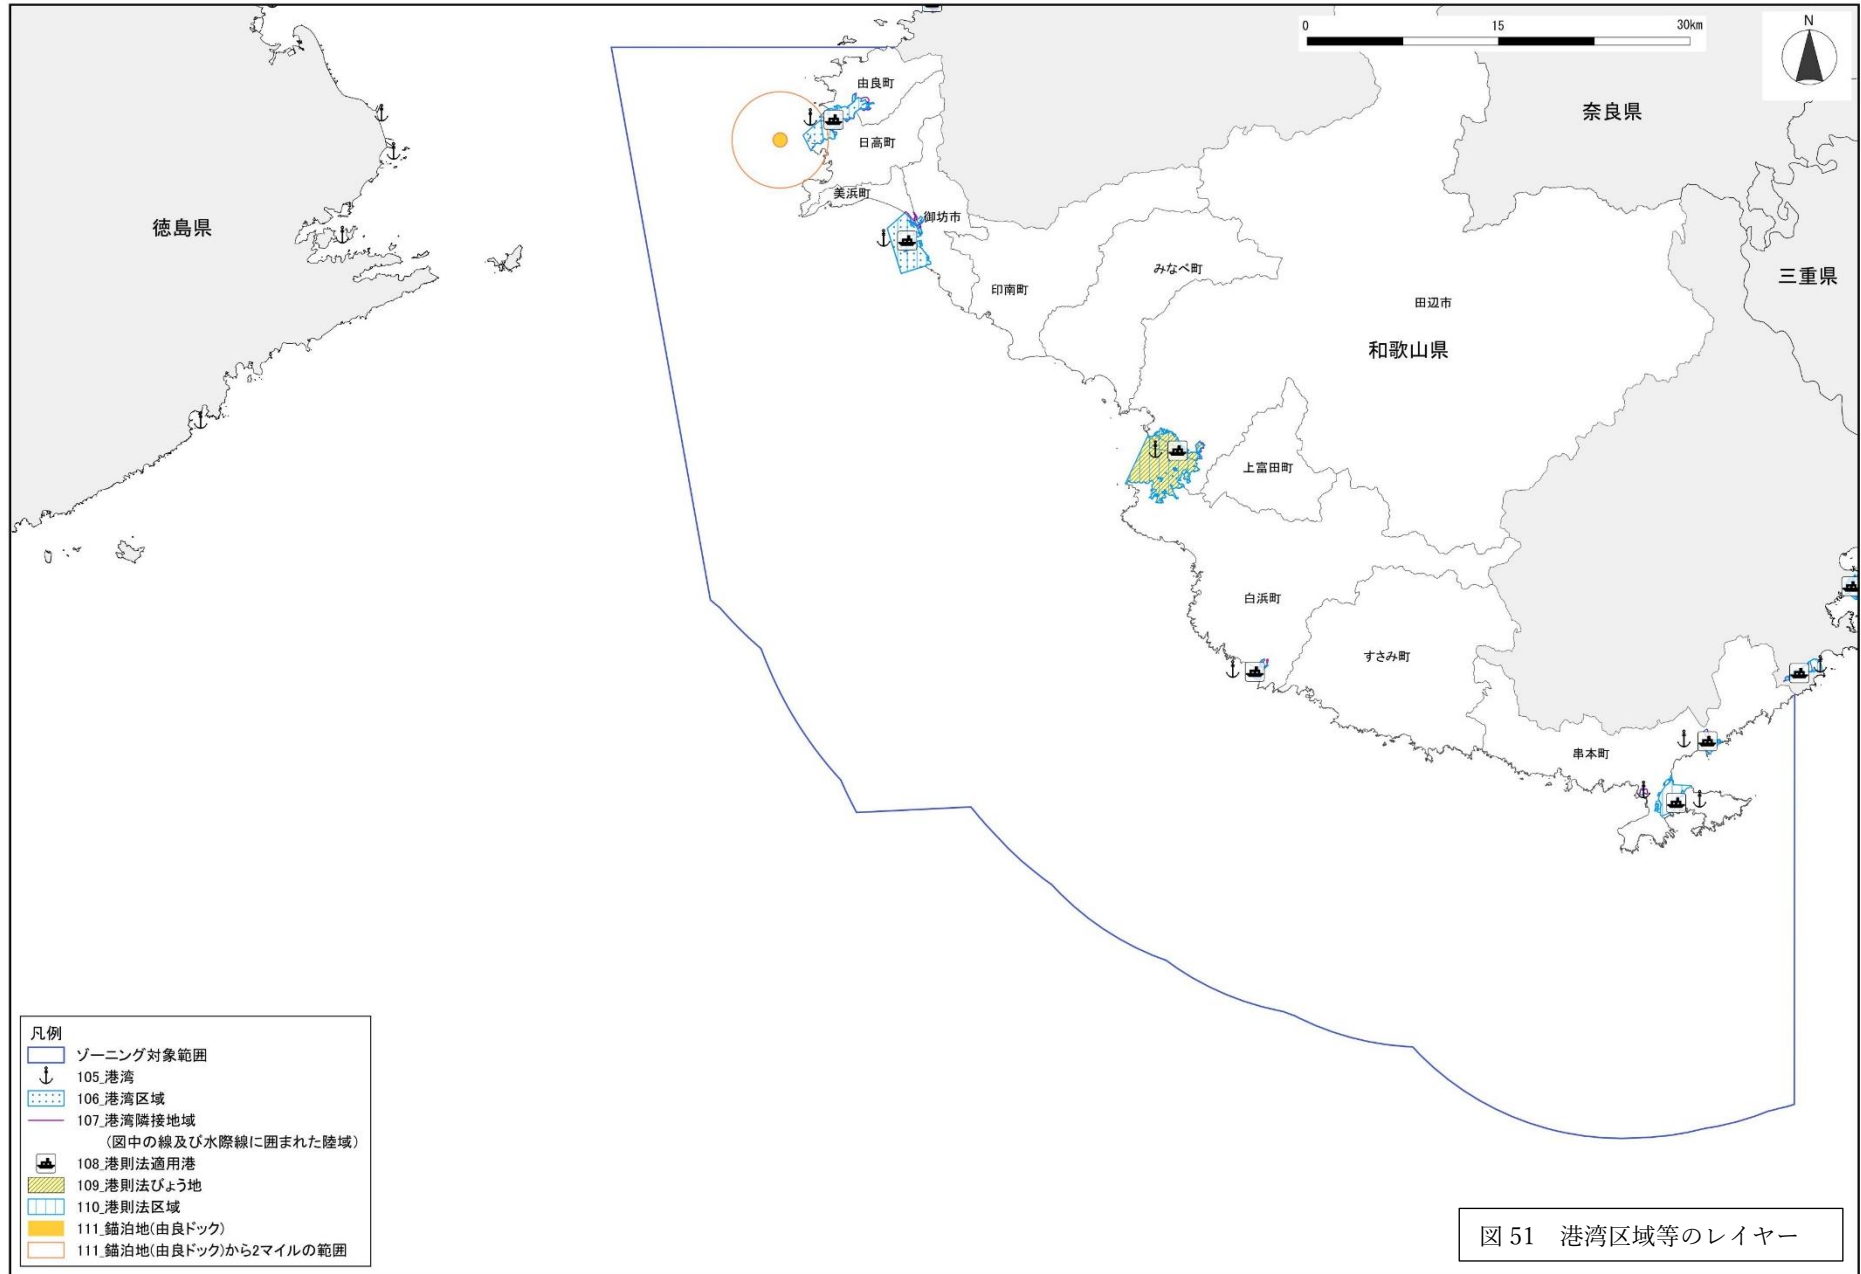 0 15 30km
N
由良町
奈良県
日高町
美浜町
徳島県
御坊市
みなべ町
三重県
印南町
田辺市
和歌山県
上富田町
白浜町
すさみ町
串本町
凡例
ゾーニング対象範囲
105_港湾
106_港湾区域
107_港湾隣接地域
(図中の線及び水際線に囲まれた陸域)
108_港則法適用港
109_港則法びょう地
110_港則法区域
111_錨泊地(由良ドック)
111_錨泊地(由良ドック)から2マイルの範囲
図 51 港湾区域等のレイヤー